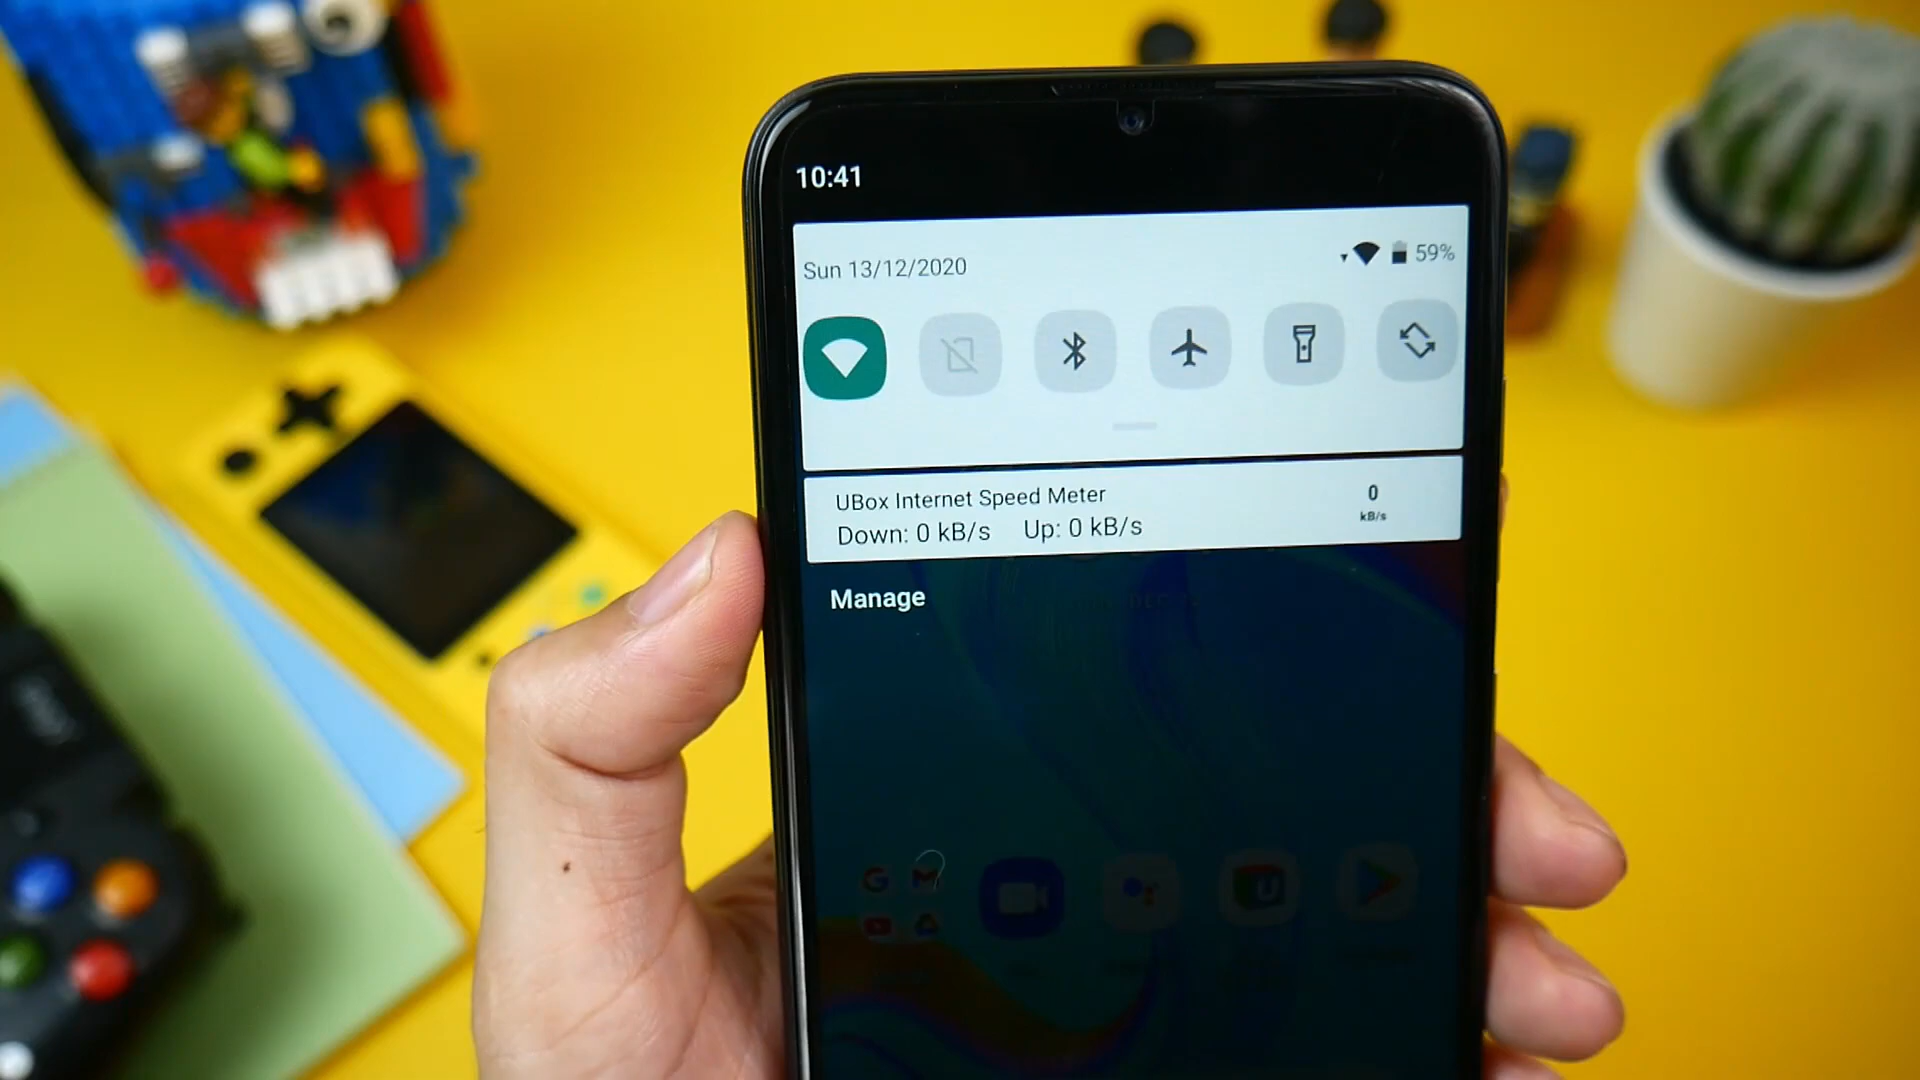 10:41
Sun 13/12/2020
59%
UBox Internet Speed Meter
0
Down: 0 kB/s Up: 0 kB/s
kB/s
Manage